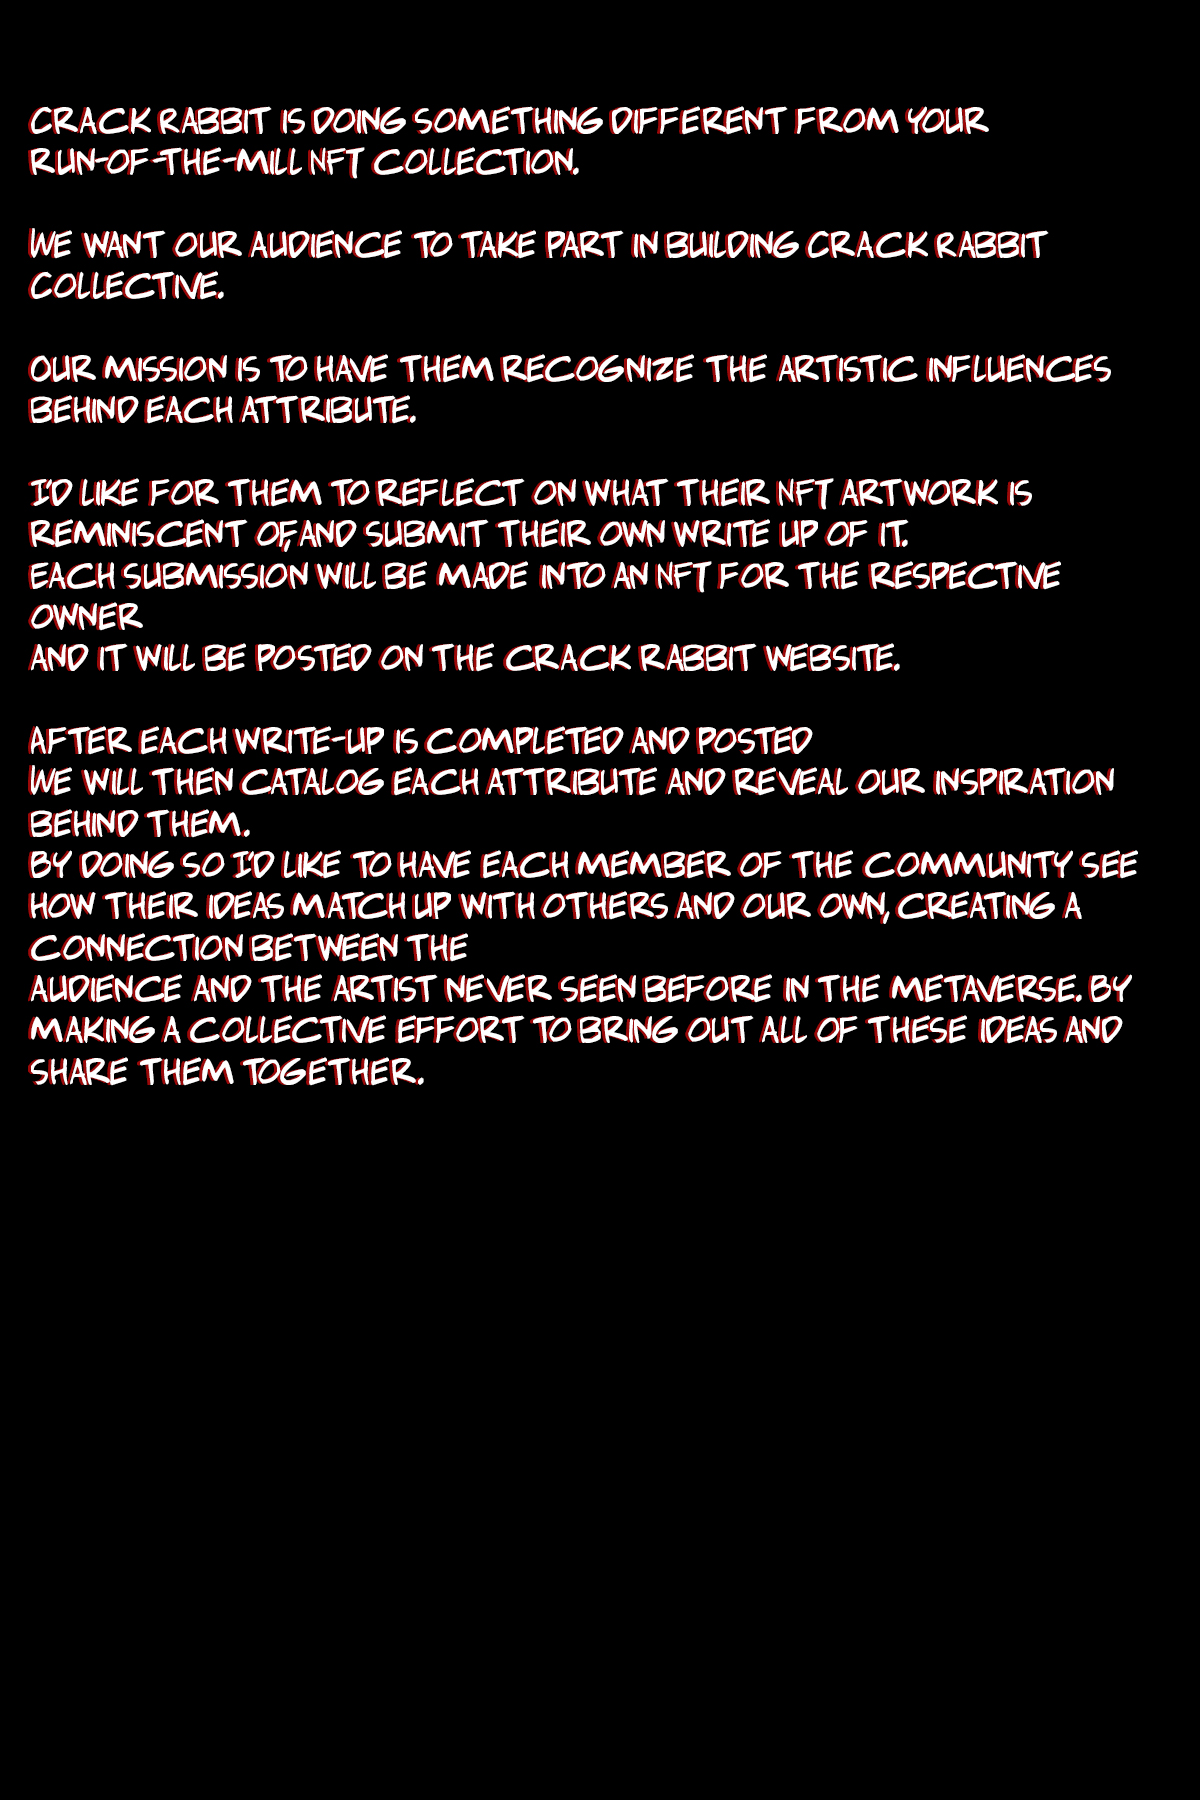 CRACK RABBIT IS DOING SOMETHING DIFFERENT FROM YOUR
RUN-OF-THE-MILL NFT COLLECTION.
WE WANT OUR AUDIENCE TO TAKE PART IN BUILDING CRACK RABBIT
COLLECTIVE.
OUR MISSION IS TO HAVE THEM RECOGNIZE THE ARTISTIC INFLUENCES
BEHIND EACH ATTRIBUTE.
I'D LIKE FOR THEM TO REFLECT ON WHAT THEIR NFT ARTWORK IS
REMINISCENT OF, AND SUBMIT THEIR OWN WRITE UP OF IT.
EACH SUBMISSION WILL BE MADE INTO AN NFT FOR THE RESPECTIVE
OWNER
AND IT WILL BE POSTED ON THE CRACK RABBIT WEBSITE.
AFTER EACH WRITE-UP IS COMPLETED AND POSTED
WE WILL THEN CATALOG EACH ATTRIBUTE AND REVEAL OUR INSPIRATION
BEHIND THEM.
BY DOING SO I'D LIKE TO HAVE EACH MEMBER OF THE COMMUNITY SEE
HOW THEIR IDEAS MATCH UP WITH OTHERS AND OUR OWN, CREATING A
CONNECTION BETWEEN THE
AUDIENCE AND THE ARTIST NEVER SEEN BEFORE IN THE METAVERSE. BY
MAKING A COLLECTIVE EFFORT TO BRING OUT ALL OF THESE IDEAS AND
SHARE THEM TOGETHER.